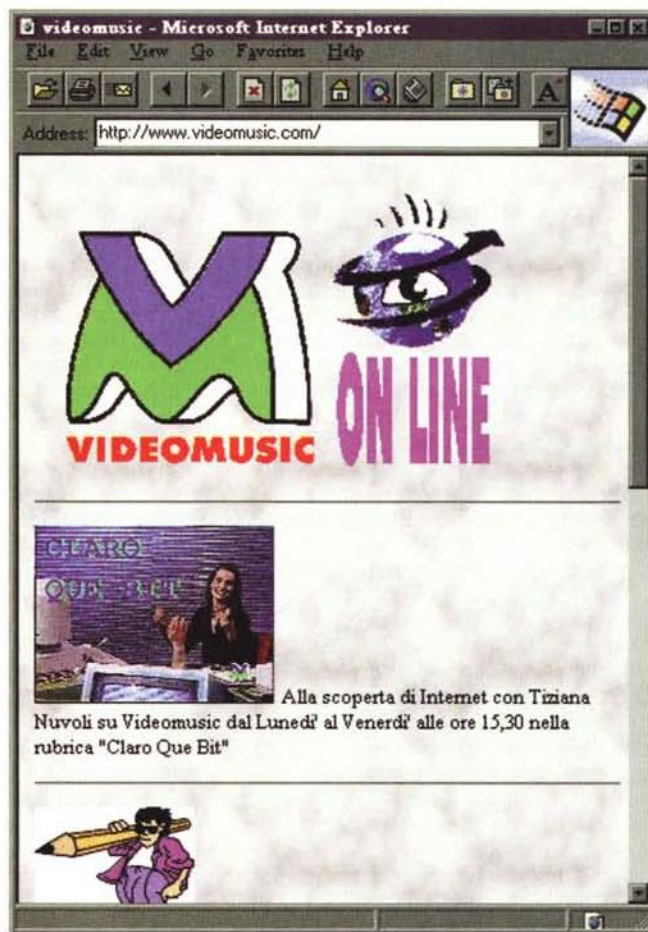 videomusic - Microsoft Internet Explorer
File Edit View Go Favorites Help
A
Address: http://www.videomusic.com/
VIDEOMUSIC
ON LINE
CLARO
QUE BIT
Alla scoperta di Internet con Tiziana
Nuvoli su Videomusic dal Lunedi' al Venerdi' alle ore 15,30 nella
rubrica "Claro Que Bit"